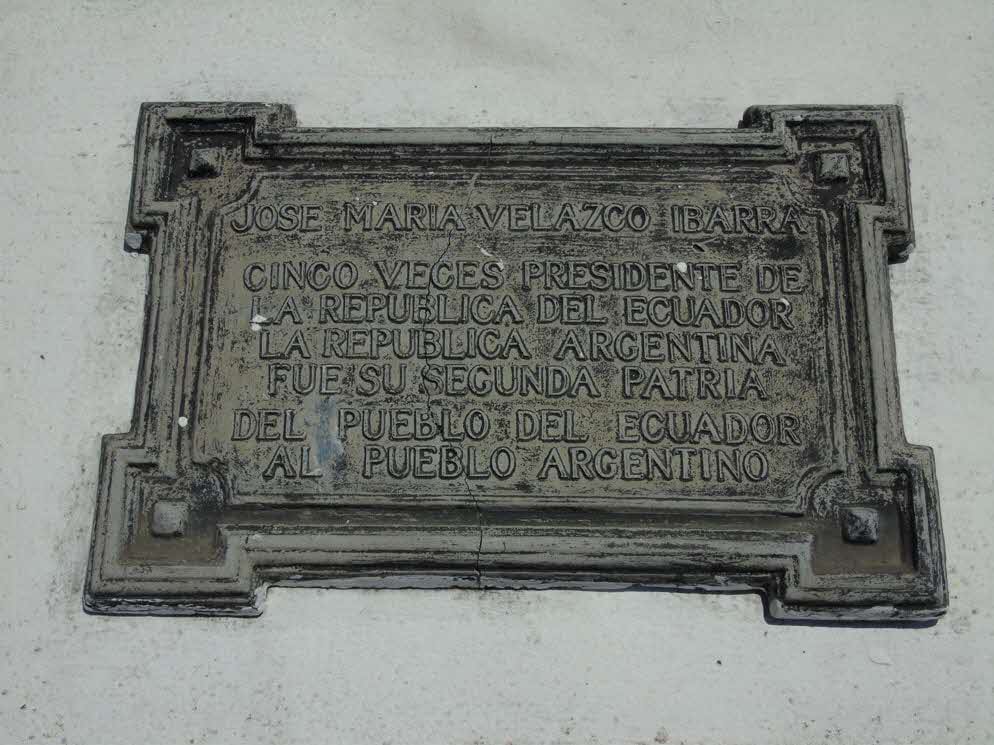 JOSE MARIA VELAZCO IBARRA
CINCO VECES PRESIDENTE DE
LA REPUBLICA DEL ECUADOR
LA REPUBLICA ARGENTINA
FUE SU SEGUNDA PATRIA
DEL PUEBLO DEL ECUADOR
AL PUEBLO ARGENTINO